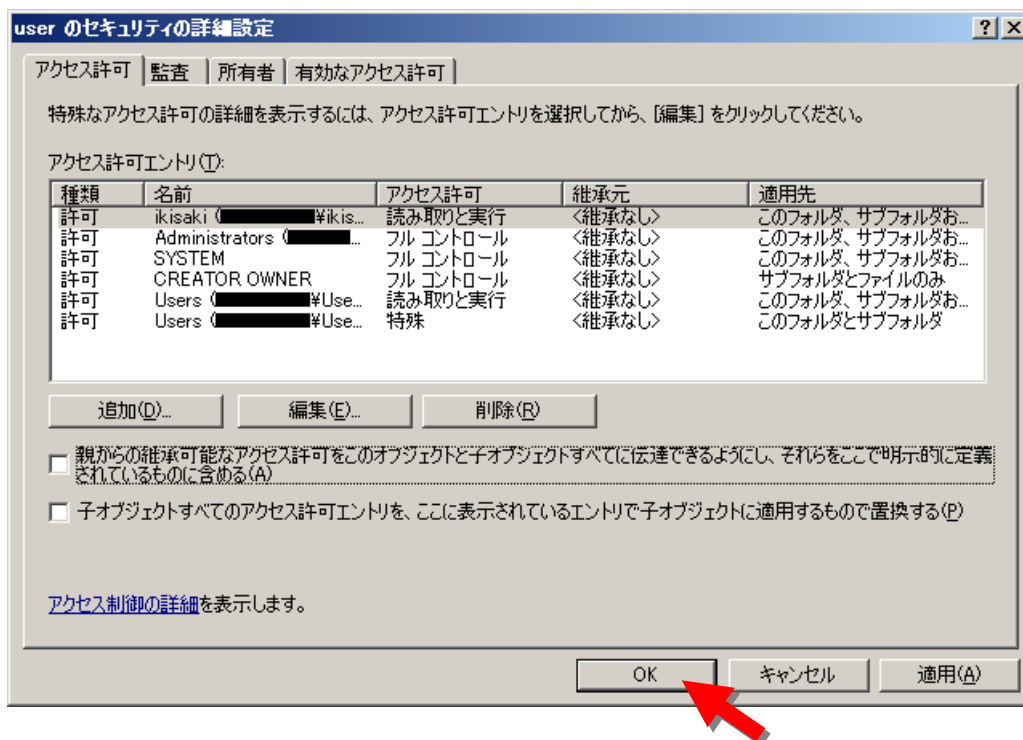 user のセキュリティの詳細設定
アクセス許可 監査 所有者 有効なアクセス許可
特殊なアクセス許可の詳細を表示するには、アクセス許可エントリを選択してから、[編集] をクリックしてください。
アクセス許可エントリ(T):
種類 名前 アクセス許可 継承元 適用先
許可 ikisaki ( ¥ikis... 読み取りと実行 <継承なし> このフォルダ、サブフォルダお...
許可 Administrators ( ... フル コントロール <継承なし> このフォルダ、サブフォルダお...
許可 SYSTEM フル コントロール <継承なし> このフォルダ、サブフォルダお...
許可 CREATOR OWNER フル コントロール <継承なし> サブフォルダとファイルのみ
許可 Users ( ¥Use... 読み取りと実行 <継承なし> このフォルダ、サブフォルダお...
許可 Users ( ¥Use... 特殊 <継承なし> このフォルダとサブフォルダ
追加(D)... 編集(E)... 削除(R)
親からの継承可能なアクセス許可をこのオブジェクトと子オブジェクトすべてに伝達できるようにし、それらをここで明示的に定義
されているものに含める(A)
子オブジェクトすべてのアクセス許可エントリを、ここに表示されているエントリで子オブジェクトに適用するもので置換する(P)
アクセス制御の詳細を表示します。
OK キャンセル 適用(A)